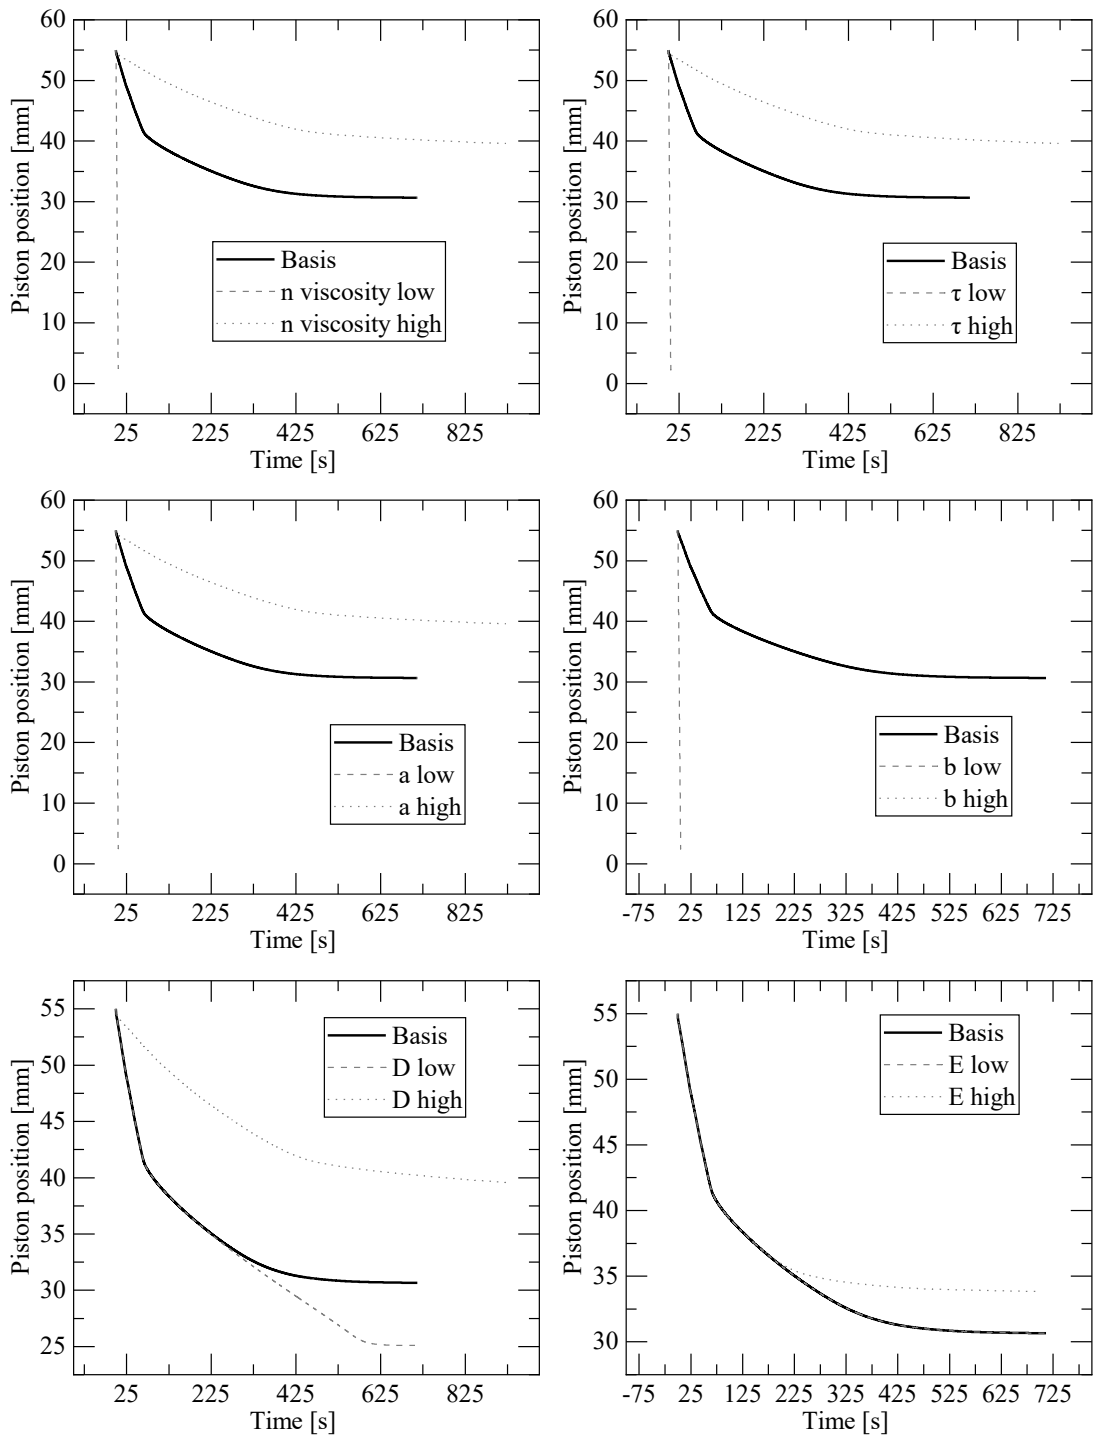 60
50
40
30
20
10
0
Piston position [mm]
Basis
n viscosity low
n viscosity high
25 225 425 625 825
Time [s]
60
50
40
30
20
10
0
Piston position [mm]
Basis
τ low
τ high
25 225 425 625 825
Time [s]
60
50
40
30
20
10
0
Piston position [mm]
Basis
a low
a high
25 225 425 625 825
Time [s]
60
50
40
30
20
10
0
Piston position [mm]
Basis
b low
b high
-75 25 125 225 325 425 525 625 725
Time [s]
55
50
45
40
35
30
25
Piston position [mm]
Basis
D low
D high
25 225 425 625 825
Time [s]
55
50
45
40
35
30
Piston position [mm]
Basis
E low
E high
-75 25 125 225 325 425 525 625 725
Time [s]